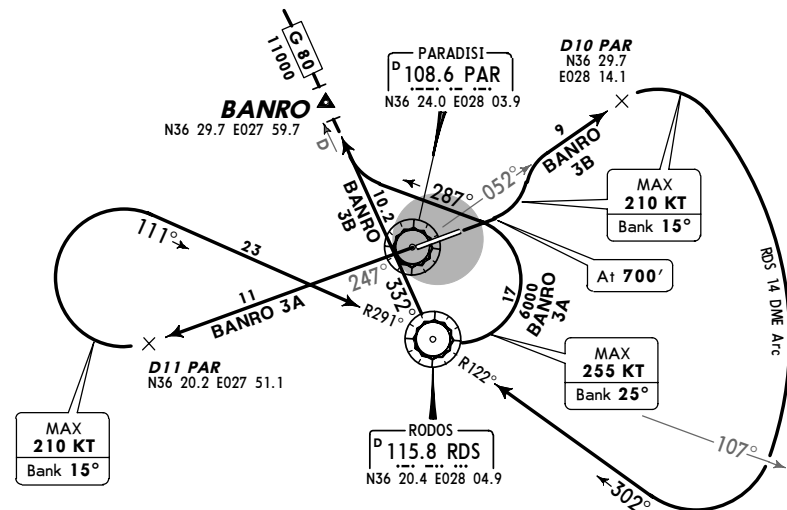 G 80
11000
BANRO
N36 29.7 E027 59.7
D
PARADISI
D 108.6 PAR
N36 24.0 E028 03.9
D10 PAR
N36 29.7
E028 14.1
9
BANRO
3B
052°
287°
10.2
BANRO
3B
MAX
210 KT
Bank 15°
At 700'
RDS 14 DME Arc
111°
23
247°
332°
11
BANRO 3A
R291°
17
6000
BANRO
3A
D11 PAR
N36 20.2 E027 51.1
R122°
MAX
255 KT
Bank 25°
MAX
210 KT
Bank 15°
RODOS
D 115.8 RDS
N36 20.4 E028 04.9
107°
302°